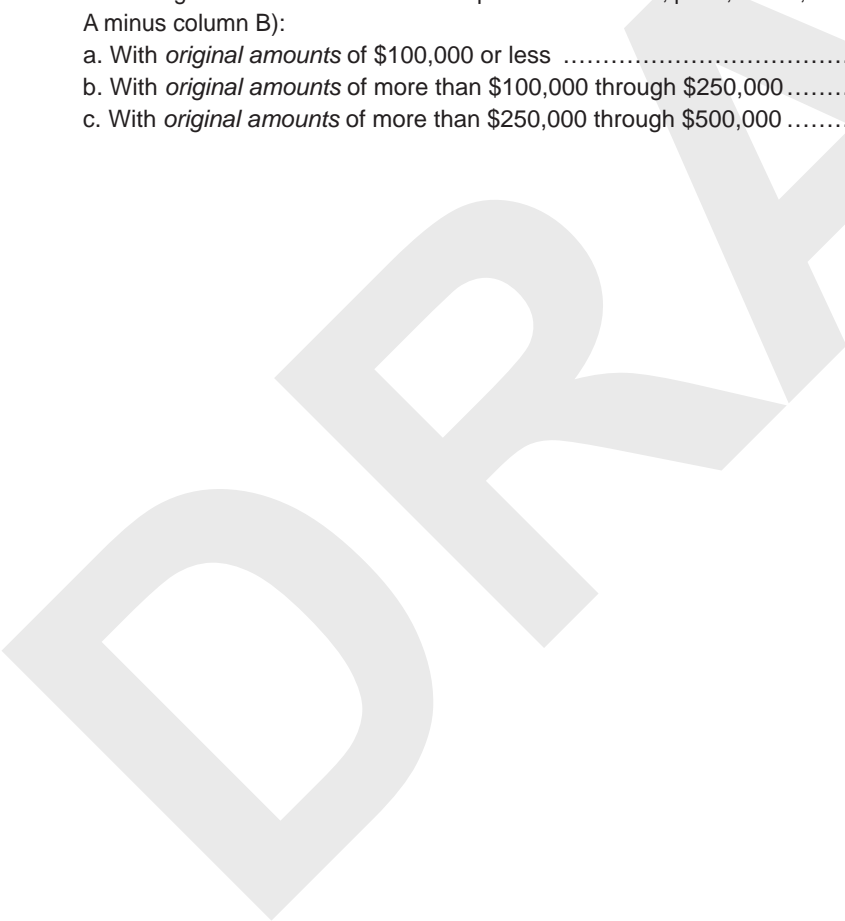 A minus column B):
a. With original amounts of $100,000 or less ....................................
b. With original amounts of more than $100,000 through $250,000........
c. With original amounts of more than $250,000 through $500,000 ........
DRA